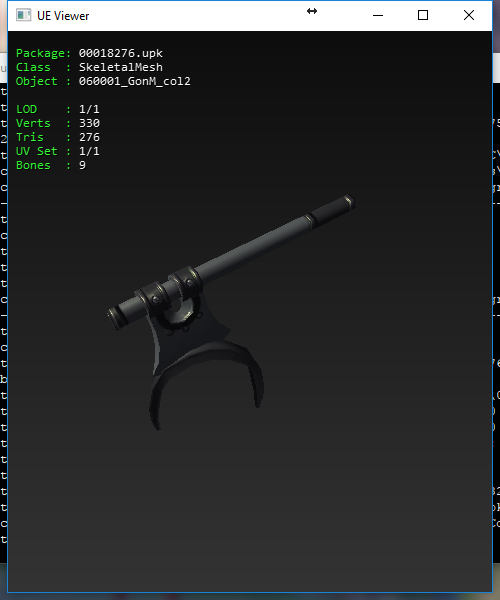 UE Viewer
Package: 00018276.upk
Class : SkeletalMesh
Object : 060001_GonM_col2
LOD : 1/1
Verts : 330
Tris : 276
UV Set : 1/1
Bones : 9